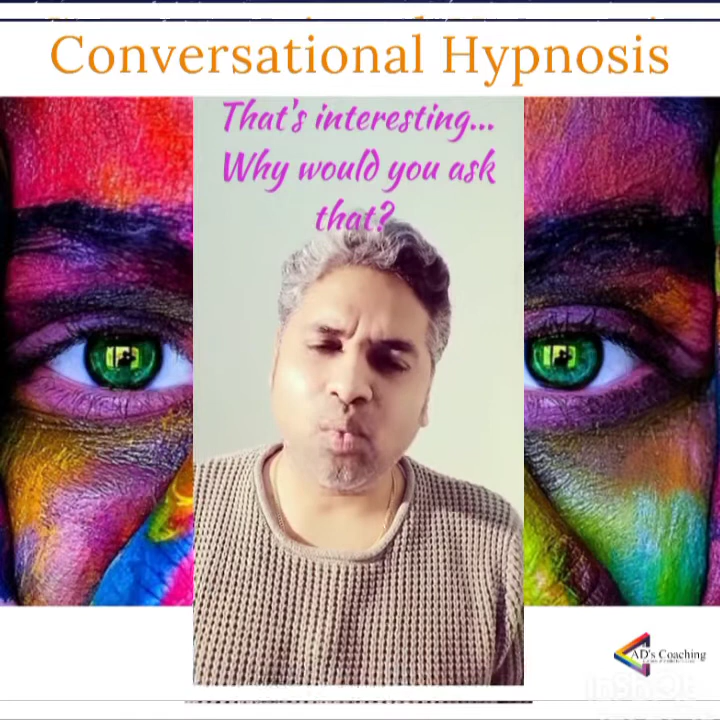 Conversational Hypnosis
That's interesting...
Why would you ask
that?
AD's Coaching